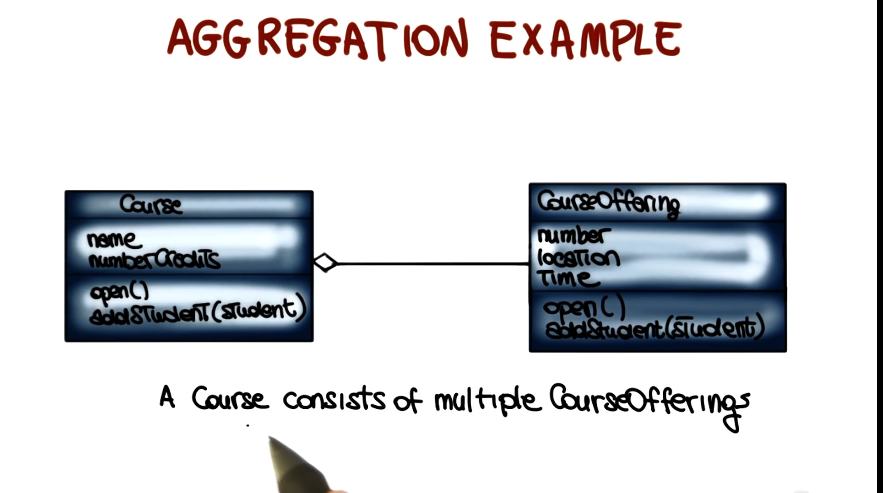 AGGREGATION EXAMPLE
Course
name
numberCredits
open()
addStudent(student)
CourseOffering
number
location
Time
open()
addStudent(student)
A Course consists of multiple CourseOfferings